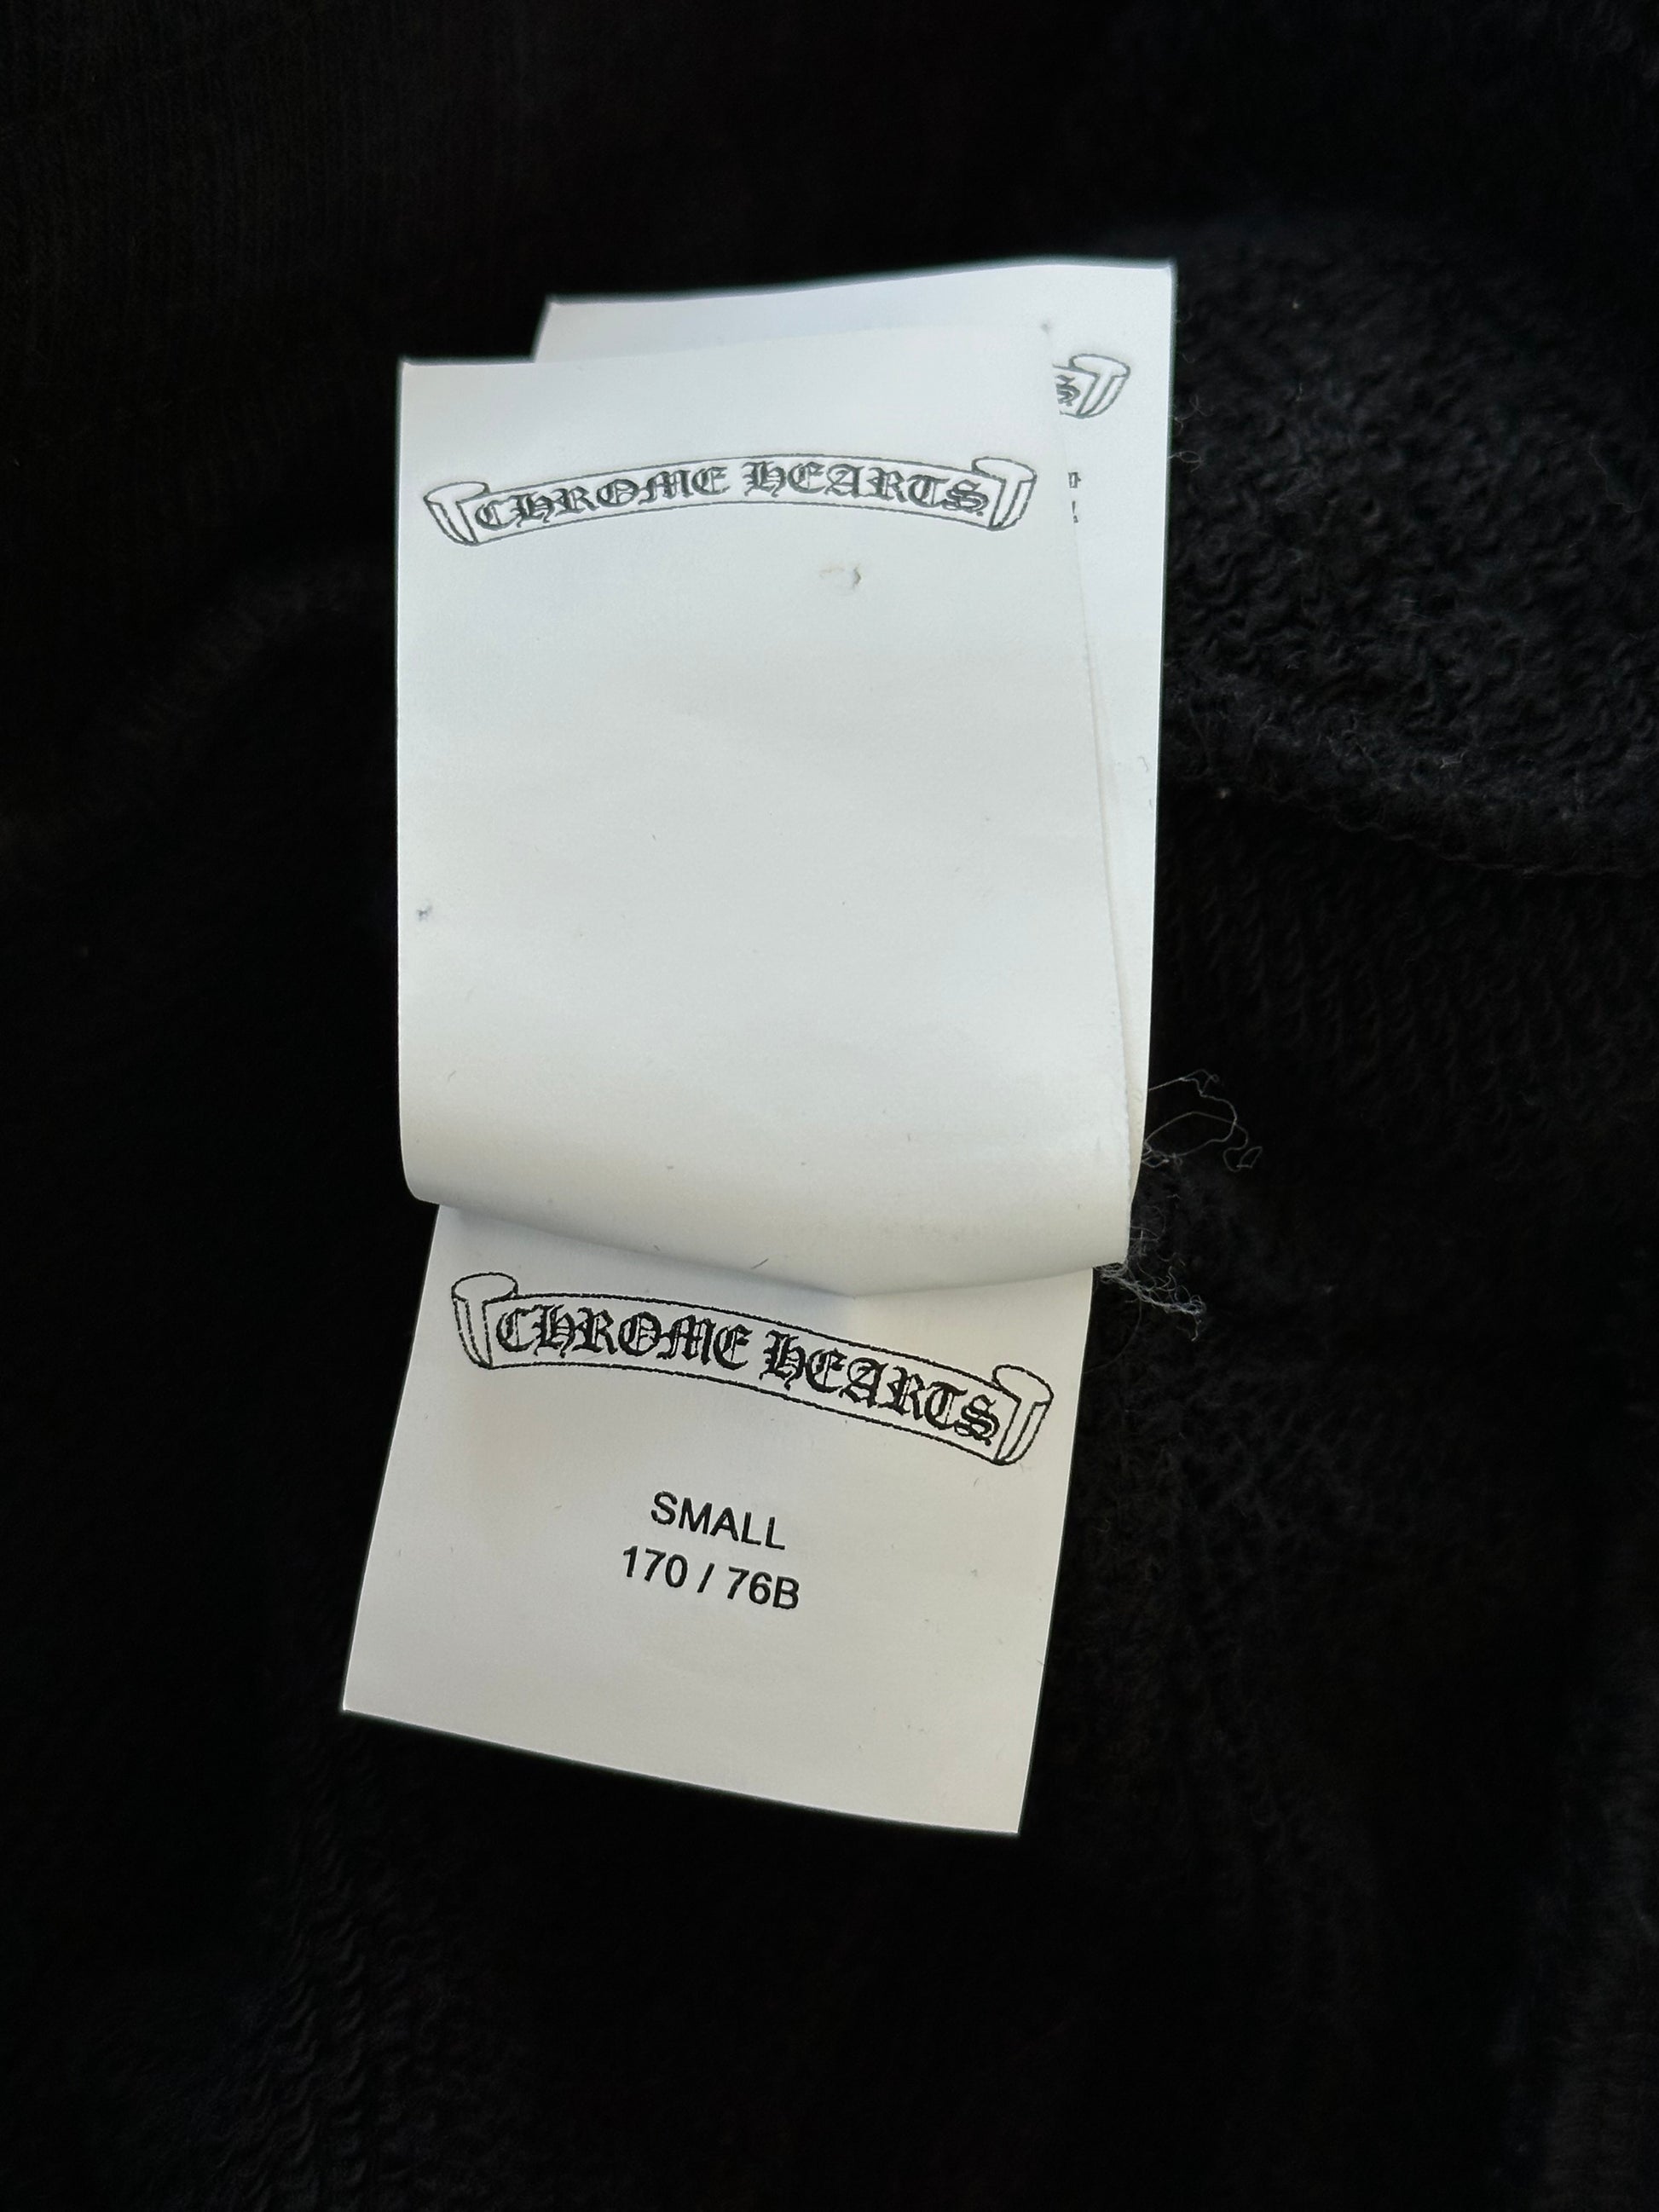 CHROME HEARTS
CHROME HEARTS
SMALL
170 / 76B